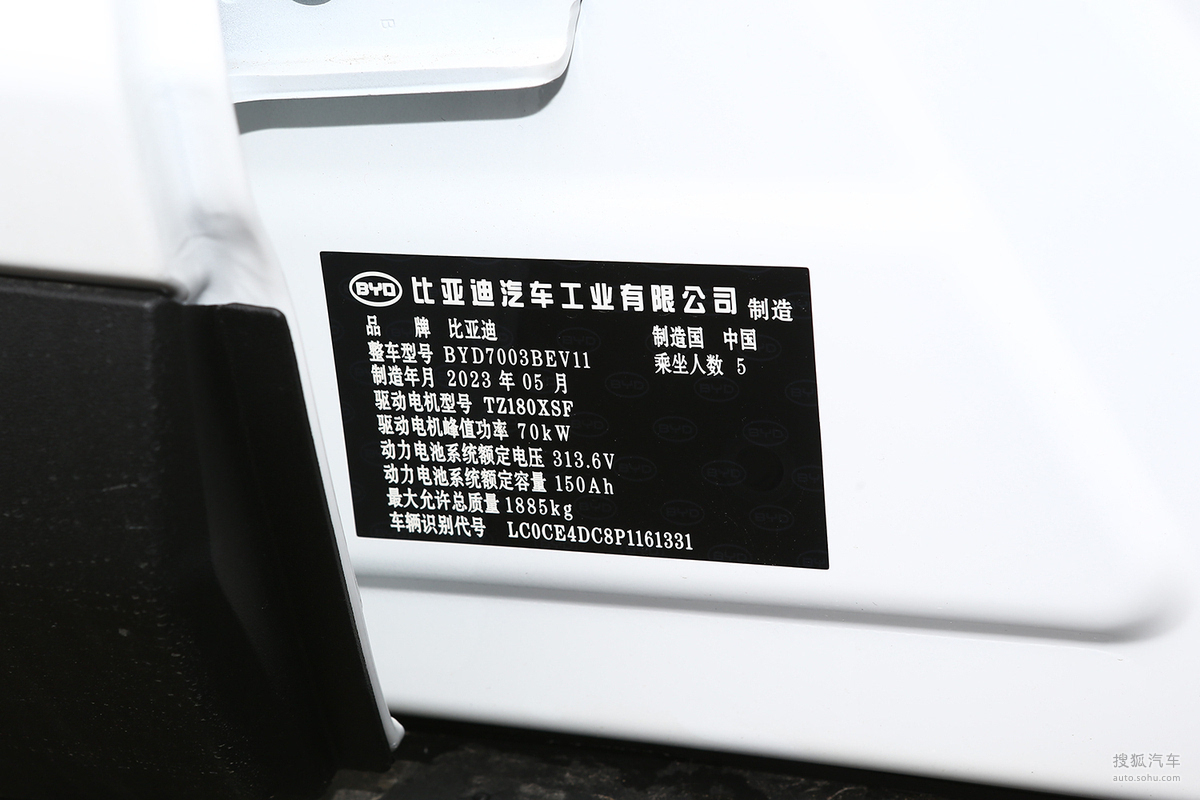 BYD 比亚迪汽车工业有限公司 制造
品 牌 比亚迪 制造国 中国
整车型号 BYD7003BEV11 乘坐人数 5
制造年月 2023 年 05 月
驱动电机型号 TZ180XSF
驱动电机峰值功率 70kW
动力电池系统额定电压 313.6V
动力电池系统额定容量 150Ah
最大允许总质量 1885kg
车辆识别代号 LC0CE4DC8P1161331
搜狐汽车
auto.sohu.com